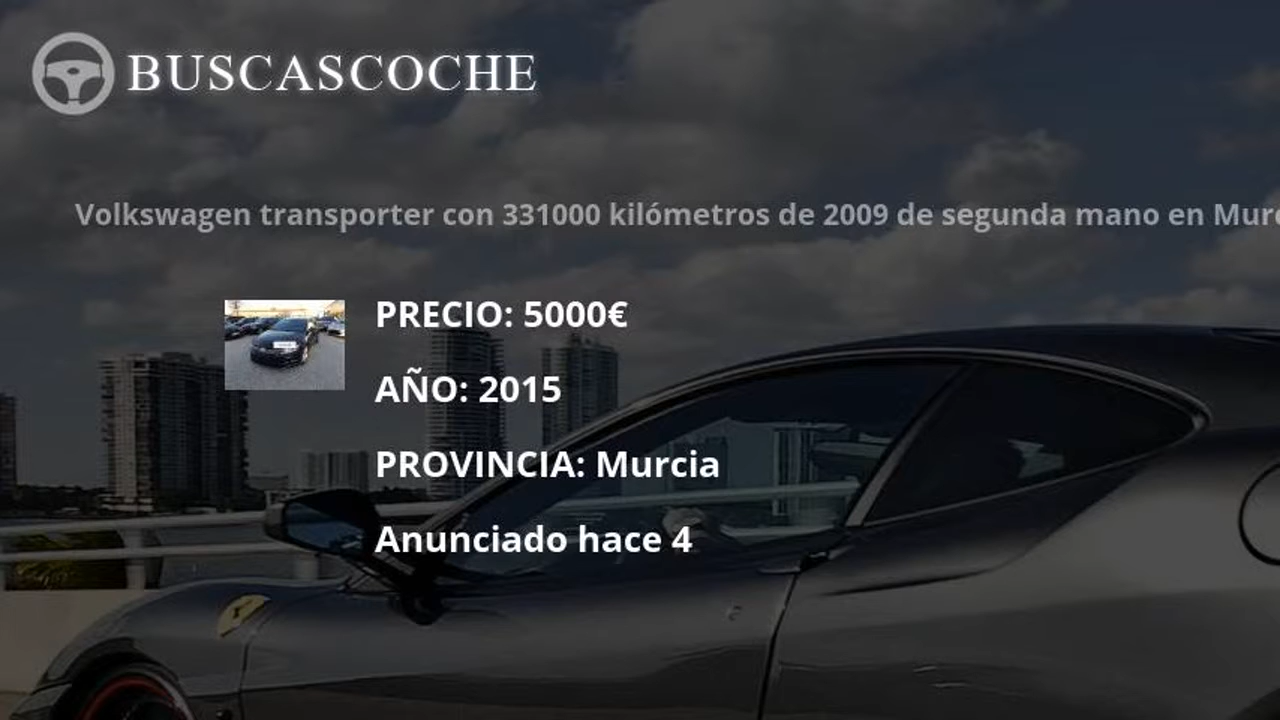 BUSCASCOCHE
Volkswagen transporter con 331000 kilómetros de 2009 de segunda mano en
PRECIO: 5000€
AÑO: 2015
PROVINCIA: Murcia
Anunciado hace 4